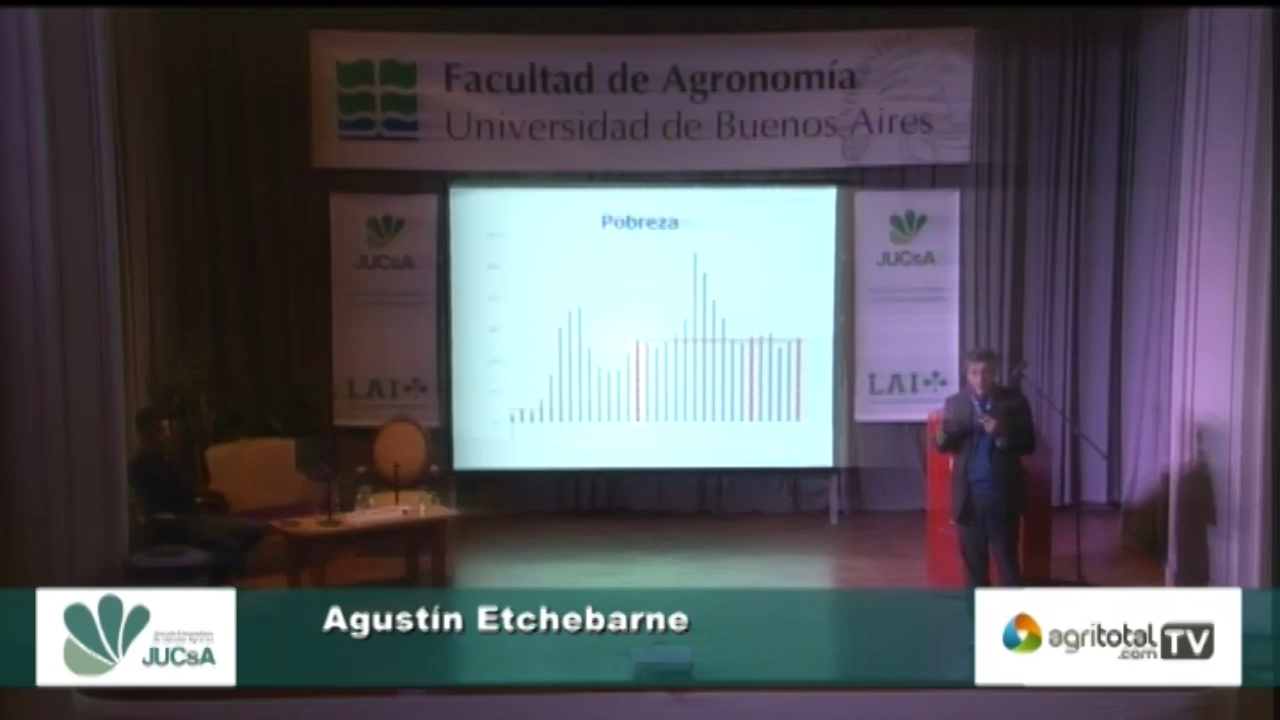 Facultad de Agronomía
Universidad de Buenos Aires
JUCsA
LAI
Pobreza
JUCsA
LAI
Agustín Etchebarne
JUCsA
agritotal
.com
TV